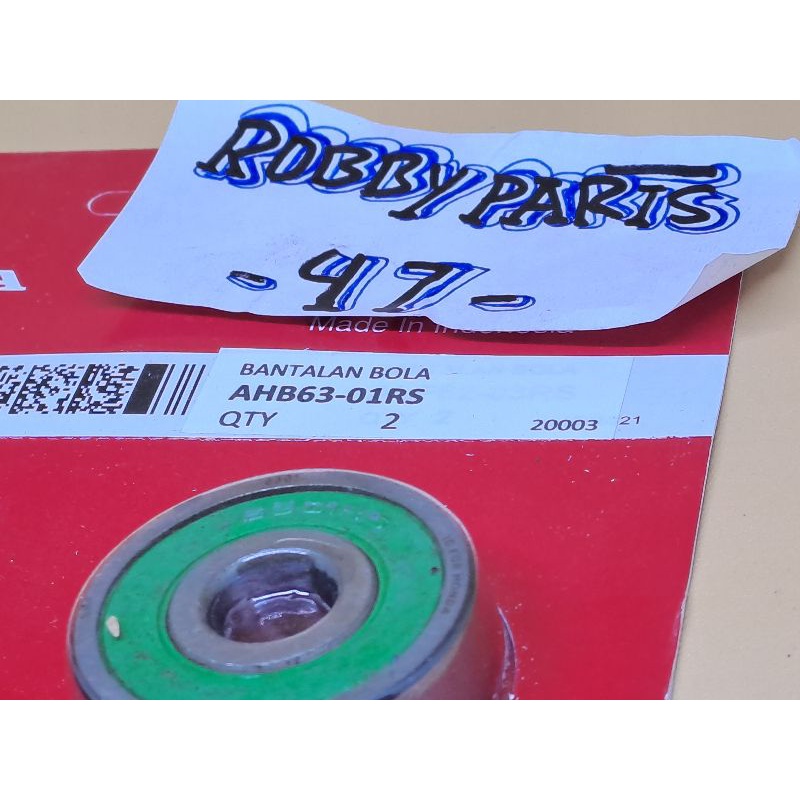 ROBBY PARTS
- 47 -
Made in Indonesia
BANTALAN BOLA
AHB63-01RS
QTY 2
20003 21